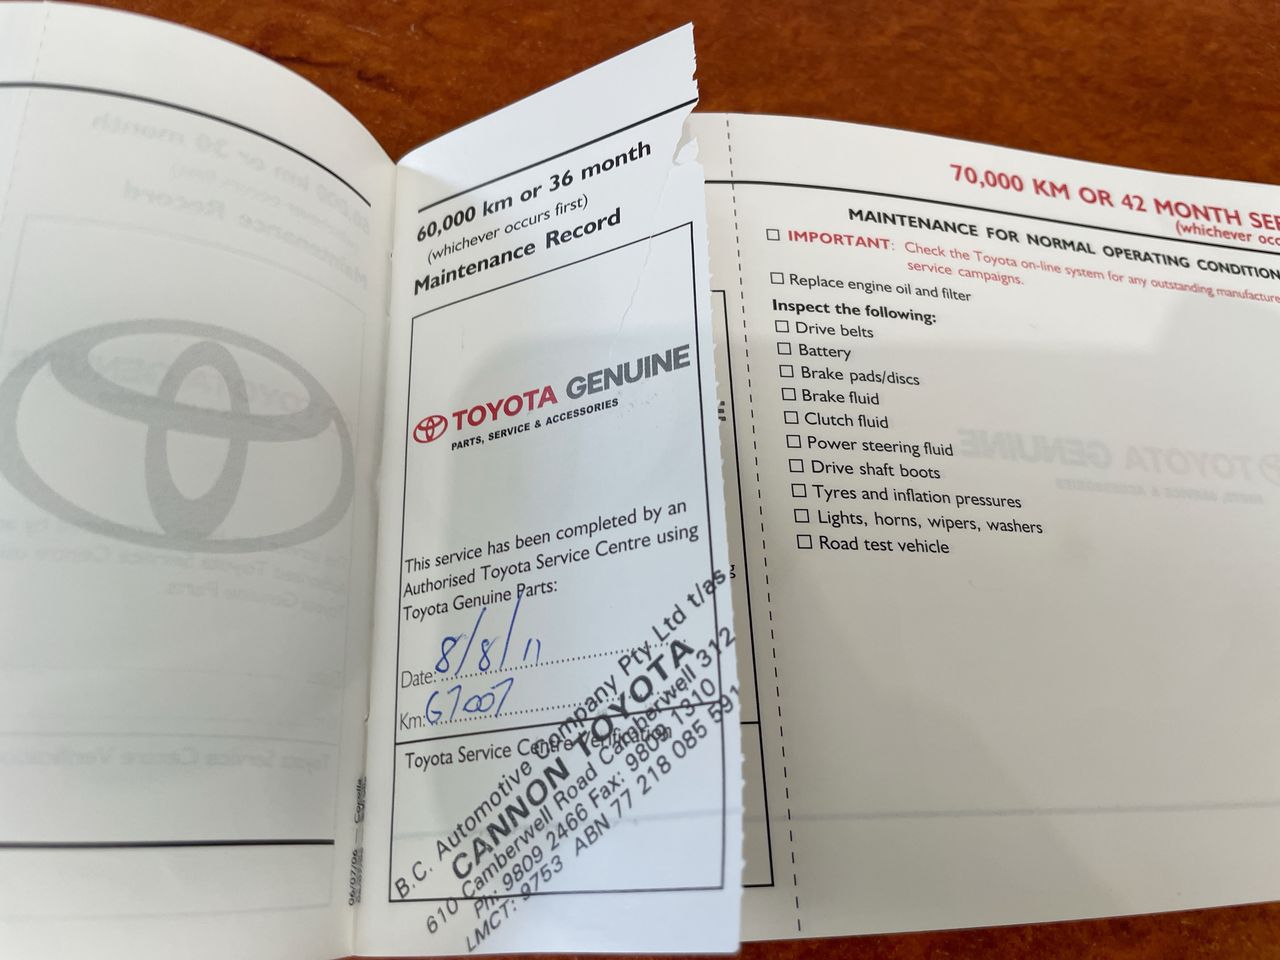 60,000 km or 36 month
(whichever occurs first)
Maintenance Record
TOYOTA GENUINE
PARTS, SERVICE & ACCESSORIES
This service has been completed by an
Authorised Toyota Service Centre using
Toyota Genuine Parts:
Date: 8/8/11
Km: 67007
Toyota Service Centre Verification
B.C. Automotive Company Pty Ltd t/as
CANNON TOYOTA
610 Camberwell Road Camberwell 312
Ph: 9809 2466 Fax: 9809 1310
LMCT: 9753 ABN 77 218 085 591
70,000 KM OR 42 MONTH SE
(whichever occ
MAINTENANCE FOR NORMAL OPERATING CONDITION
☐ IMPORTANT: Check the Toyota on-line system for any outstanding manufacture
service campaigns.
☐ Replace engine oil and filter
Inspect the following:
☐ Drive belts
☐ Battery
☐ Brake pads/discs
☐ Brake fluid
☐ Clutch fluid
☐ Power steering fluid
☐ Drive shaft boots
☐ Tyres and inflation pressures
☐ Lights, horns, wipers, washers
☐ Road test vehicle